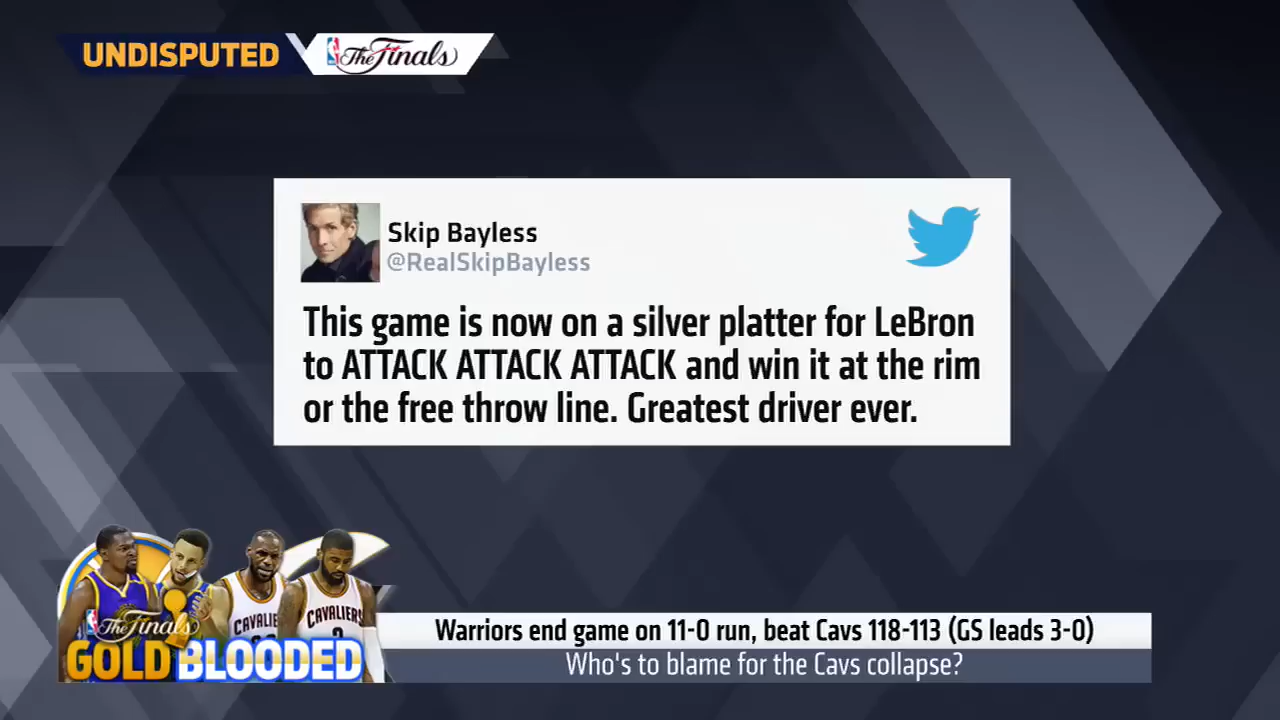 UNDISPUTED
The Finals
Skip Bayless
@RealSkipBayless
This game is now on a silver platter for LeBron
to ATTACK ATTACK ATTACK and win it at the rim
or the free throw line. Greatest driver ever.
CAVALIE
CAVALIERS
The Finals
GOLD BLOODED
Warriors end game on 11-0 run, beat Cavs 118-113 (GS leads 3-0)
Who's to blame for the Cavs collapse?